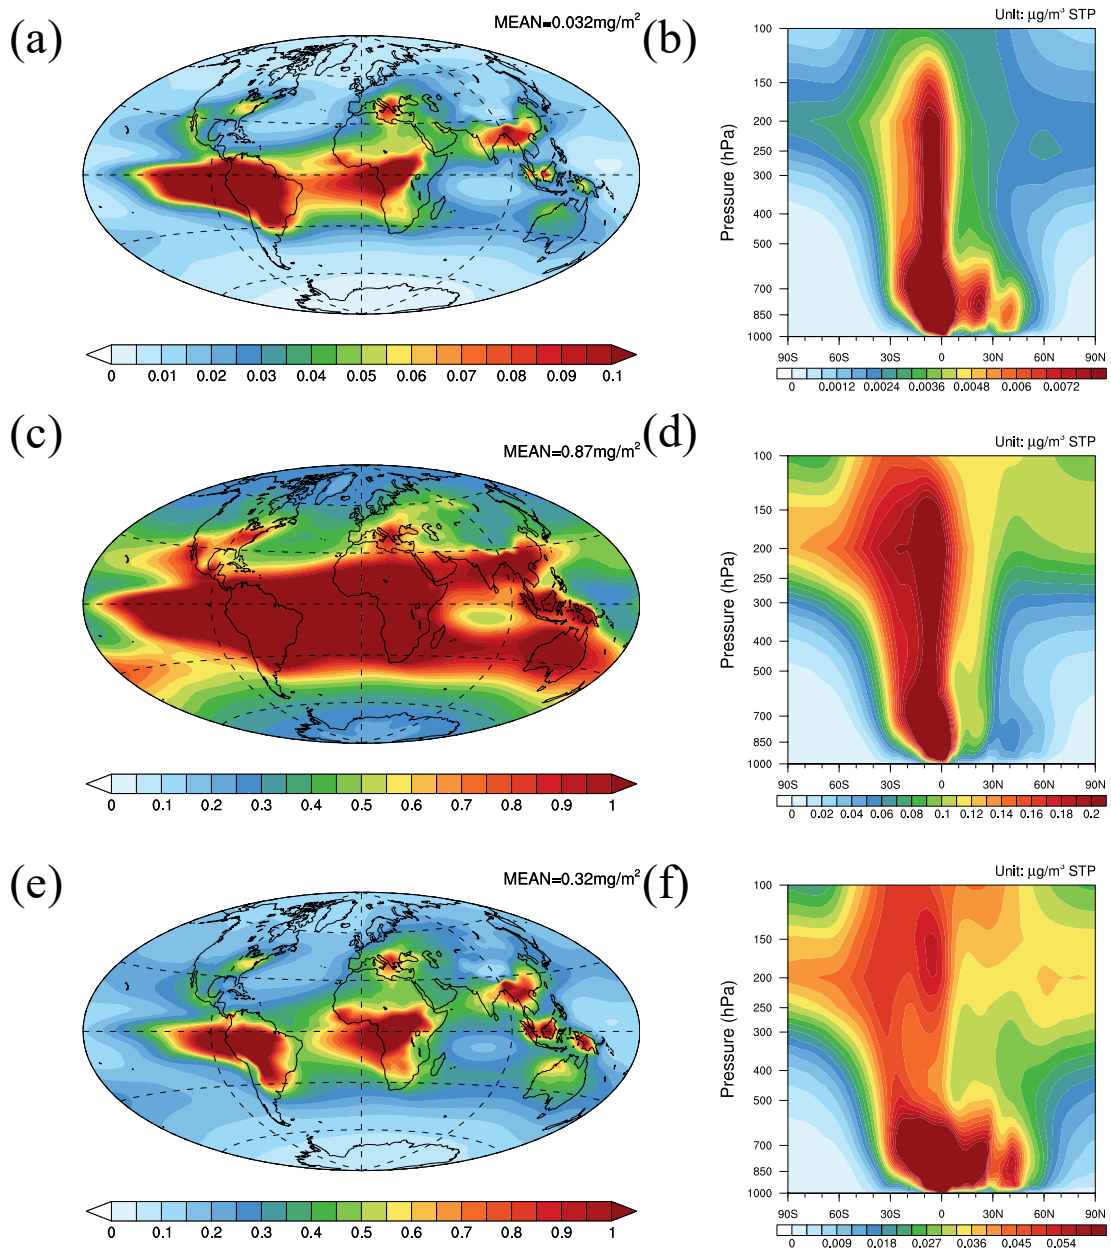 (a)
MEAN=0.032mg/m²
0 0.01 0.02 0.03 0.04 0.05 0.06 0.07 0.08 0.09 0.1
(b)
Unit: µg/m³ STP
Pressure (hPa)
100
150
200
250
300
400
500
700
850
1000
90S 60S 30S 0 30N 60N 90N
0 0.0012 0.0024 0.0036 0.0048 0.006 0.0072
(c)
MEAN=0.87mg/m²
0 0.1 0.2 0.3 0.4 0.5 0.6 0.7 0.8 0.9 1
(d)
Unit: µg/m³ STP
Pressure (hPa)
100
150
200
250
300
400
500
700
850
1000
90S 60S 30S 0 30N 60N 90N
0 0.02 0.04 0.06 0.08 0.1 0.12 0.14 0.16 0.18 0.2
(e)
MEAN=0.32mg/m²
0 0.1 0.2 0.3 0.4 0.5 0.6 0.7 0.8 0.9 1
(f)
Unit: µg/m³ STP
Pressure (hPa)
100
150
200
250
300
400
500
700
850
1000
90S 60S 30S 0 30N 60N 90N
0 0.009 0.018 0.027 0.036 0.045 0.054